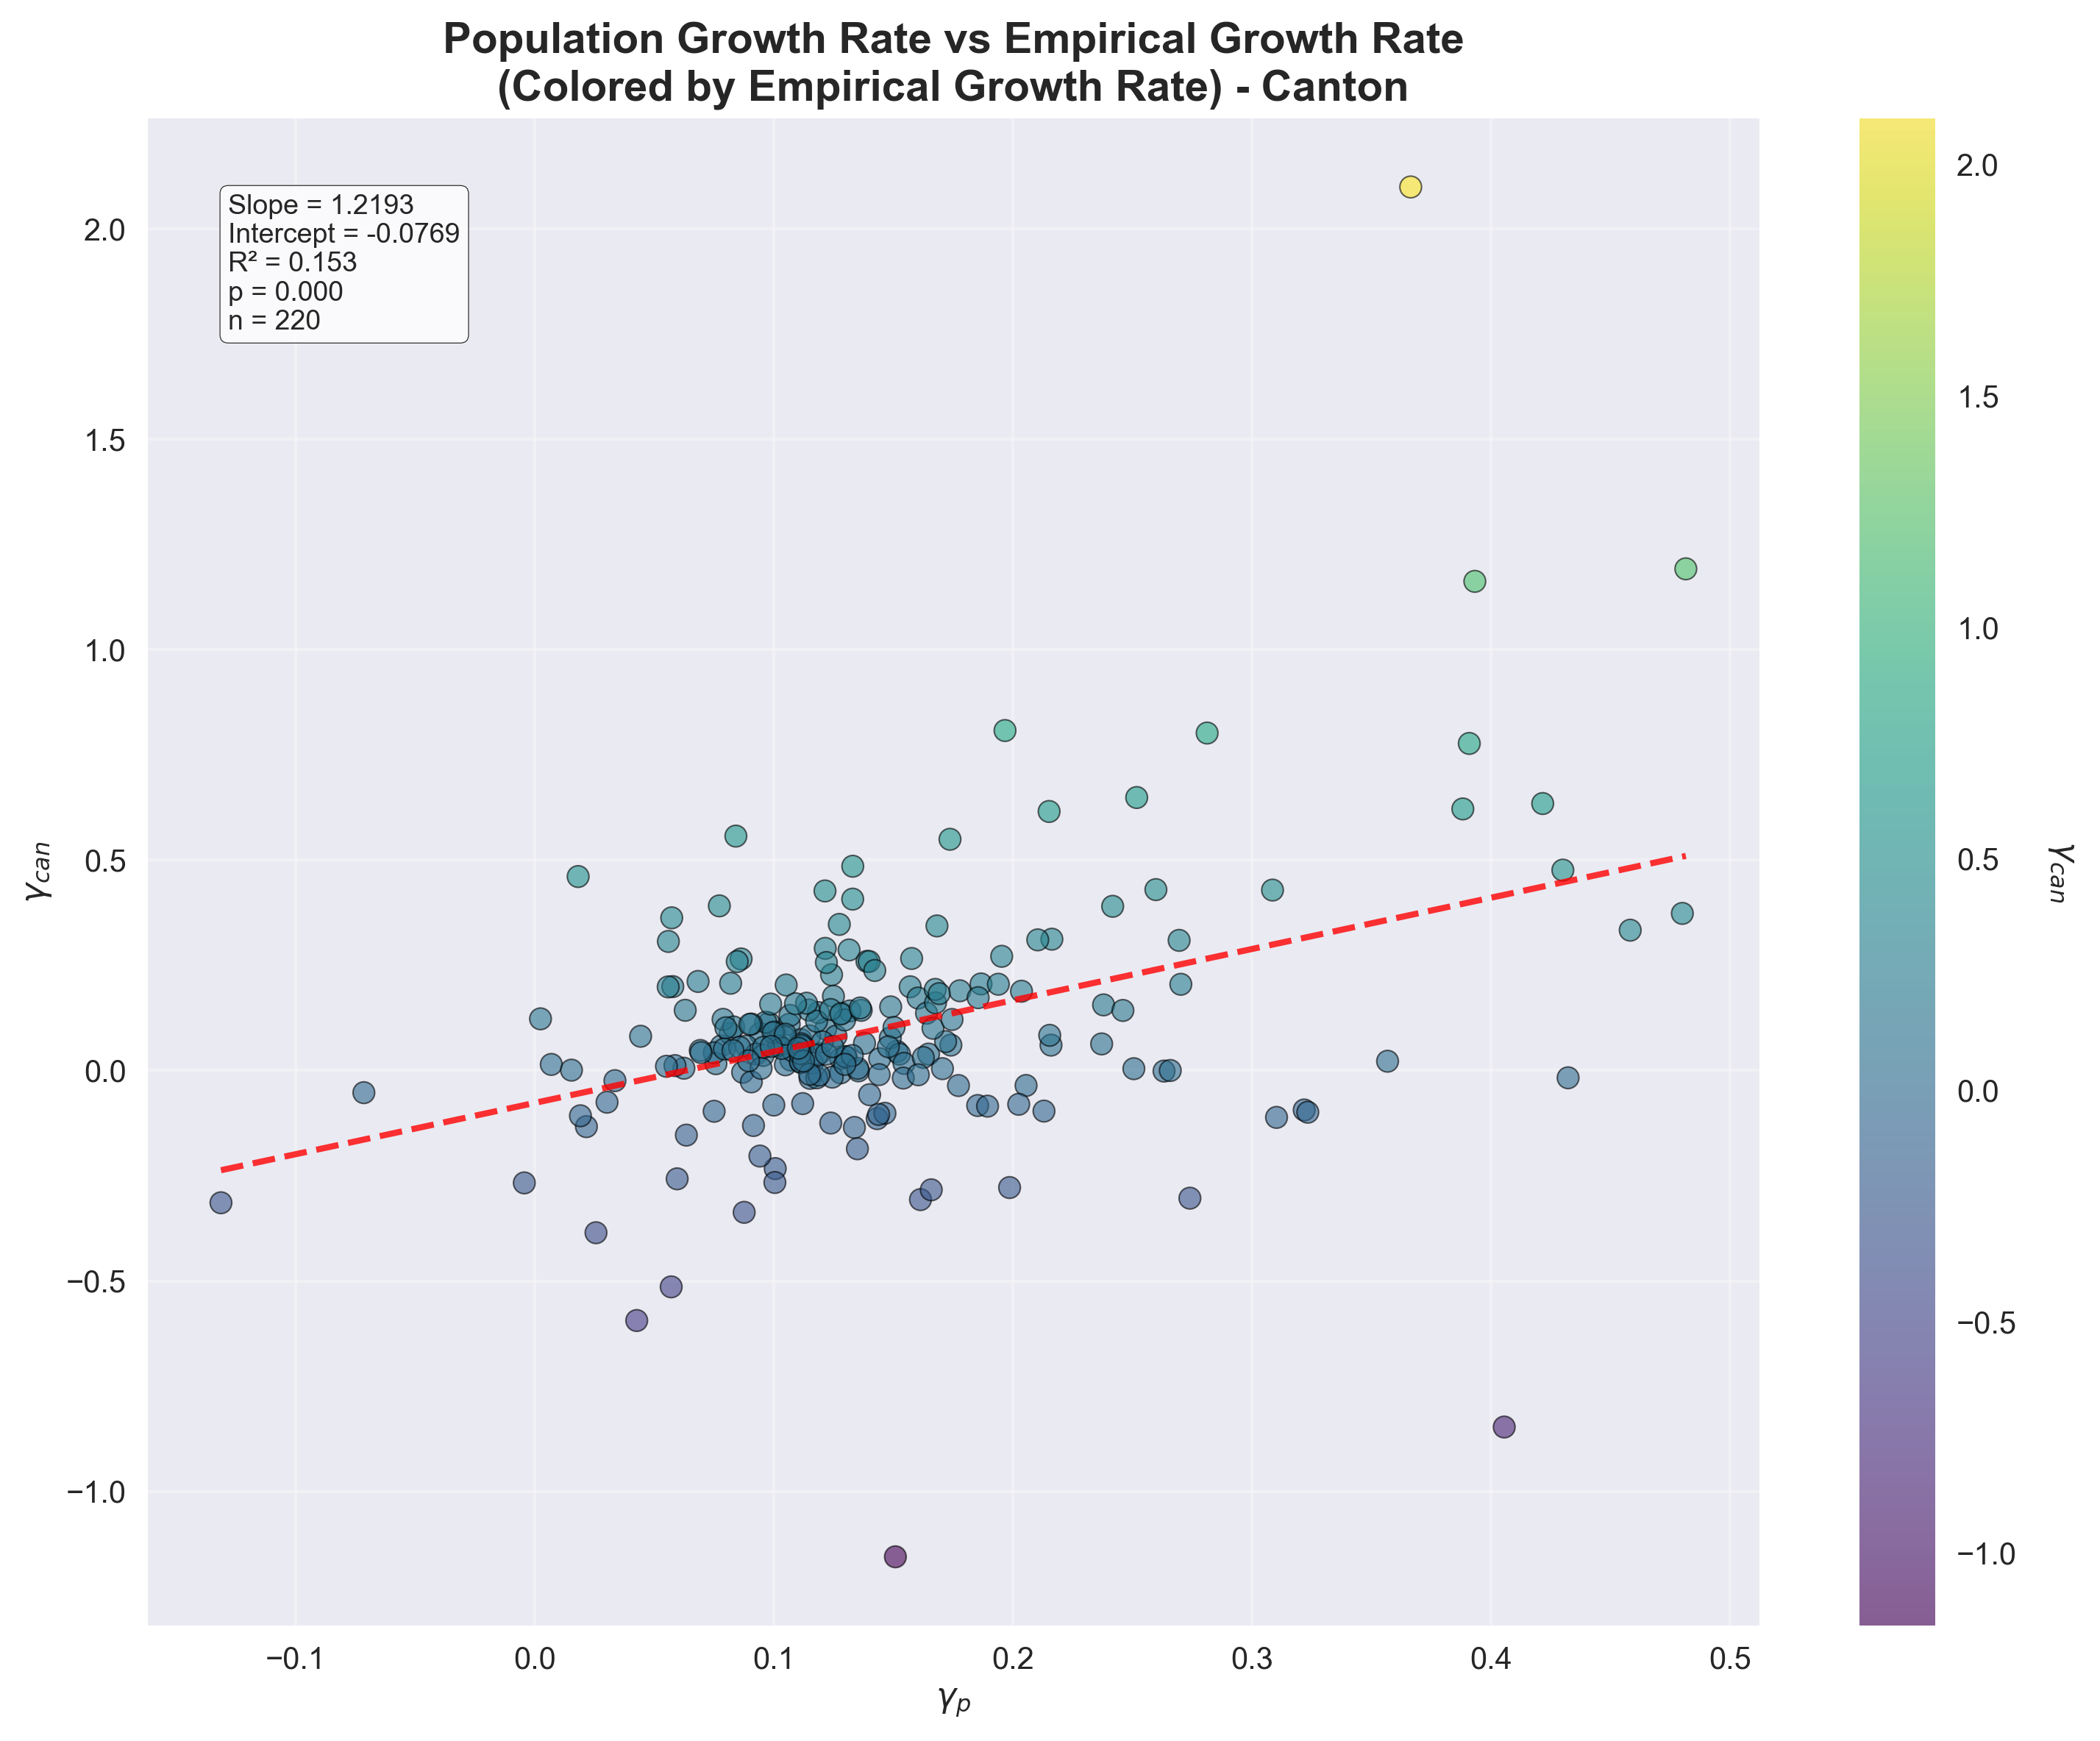 Population Growth Rate vs Empirical Growth Rate
(Colored by Empirical Growth Rate) - Canton
Slope = 1.2193
Intercept = -0.0769
R² = 0.153
p = 0.000
n = 220
2.0
1.5
1.0
0.5
0.0
−0.5
−1.0
γcan
−0.1
0.0
0.1
0.2
0.3
0.4
0.5
γp
2.0
1.5
1.0
0.5
0.0
−0.5
−1.0
γcan